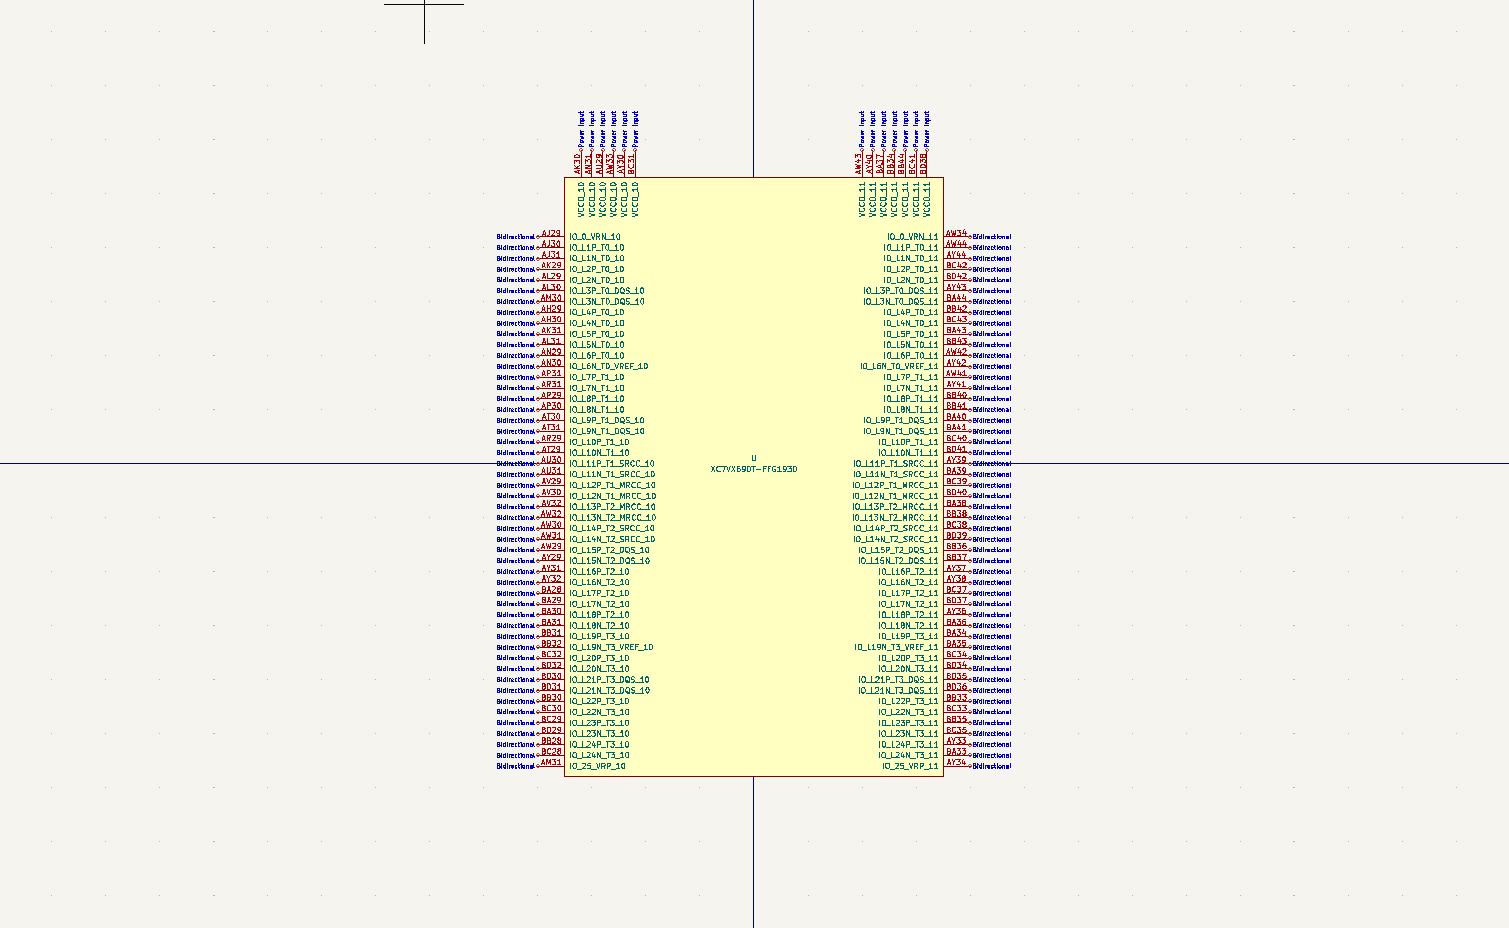 Power Input AK30 VCCO_10
Power Input AN31 VCCO_10
Power Input AU29 VCCO_10
Power Input AW33 VCCO_10
Power Input AY30 VCCO_10
Power Input BC31 VCCO_10
Power Input AW43 VCCO_11
Power Input AY40 VCCO_11
Power Input BA37 VCCO_11
Power Input BB34 VCCO_11
Power Input BB44 VCCO_11
Power Input BC41 VCCO_11
Power Input BD38 VCCO_11
Bidirectional AJ29 IO_0_VRN_10 IO_0_VRN_11 AW34 Bidirectional
Bidirectional AJ30 IO_L1P_T0_10 IO_L1P_T0_11 AW44 Bidirectional
Bidirectional AJ31 IO_L1N_T0_10 IO_L1N_T0_11 AY44 Bidirectional
Bidirectional AK29 IO_L2P_T0_10 IO_L2P_T0_11 BC42 Bidirectional
Bidirectional AL29 IO_L2N_T0_10 IO_L2N_T0_11 BD42 Bidirectional
Bidirectional AL30 IO_L3P_T0_DQS_10 IO_L3P_T0_DQS_11 AY43 Bidirectional
Bidirectional AM30 IO_L3N_T0_DQS_10 IO_L3N_T0_DQS_11 BA44 Bidirectional
Bidirectional AH29 IO_L4P_T0_10 IO_L4P_T0_11 BB42 Bidirectional
Bidirectional AH30 IO_L4N_T0_10 IO_L4N_T0_11 BC43 Bidirectional
Bidirectional AK31 IO_L5P_T0_10 IO_L5P_T0_11 BA43 Bidirectional
Bidirectional AL31 IO_L5N_T0_10 IO_L5N_T0_11 BB43 Bidirectional
Bidirectional AN29 IO_L6P_T0_10 IO_L6P_T0_11 AW42 Bidirectional
Bidirectional AN30 IO_L6N_T0_VREF_10 IO_L6N_T0_VREF_11 AY42 Bidirectional
Bidirectional AP31 IO_L7P_T1_10 IO_L7P_T1_11 AW41 Bidirectional
Bidirectional AR31 IO_L7N_T1_10 IO_L7N_T1_11 AY41 Bidirectional
Bidirectional AP29 IO_L8P_T1_10 IO_L8P_T1_11 BB40 Bidirectional
Bidirectional AP30 IO_L8N_T1_10 IO_L8N_T1_11 BB41 Bidirectional
Bidirectional AT30 IO_L9P_T1_DQS_10 IO_L9P_T1_DQS_11 BA40 Bidirectional
Bidirectional AT31 IO_L9N_T1_DQS_10 IO_L9N_T1_DQS_11 BA41 Bidirectional
Bidirectional AR29 IO_L10P_T1_10 IO_L10P_T1_11 BC40 Bidirectional
Bidirectional AT29 IO_L10N_T1_10 IO_L10N_T1_11 BD41 Bidirectional
U
Bidirectional AU30 IO_L11P_T1_SRCC_10 IO_L11P_T1_SRCC_11 AY39 Bidirectional
XC7VX690T-FFG1930
Bidirectional AU31 IO_L11N_T1_SRCC_10 IO_L11N_T1_SRCC_11 BA39 Bidirectional
Bidirectional AV29 IO_L12P_T1_MRCC_10 IO_L12P_T1_MRCC_11 BC39 Bidirectional
Bidirectional AV30 IO_L12N_T1_MRCC_10 IO_L12N_T1_MRCC_11 BD40 Bidirectional
Bidirectional AV32 IO_L13P_T2_MRCC_10 IO_L13P_T2_MRCC_11 BA38 Bidirectional
Bidirectional AW32 IO_L13N_T2_MRCC_10 IO_L13N_T2_MRCC_11 BB38 Bidirectional
Bidirectional AW30 IO_L14P_T2_SRCC_10 IO_L14P_T2_SRCC_11 BC38 Bidirectional
Bidirectional AW31 IO_L14N_T2_SRCC_10 IO_L14N_T2_SRCC_11 BD39 Bidirectional
Bidirectional AW29 IO_L15P_T2_DQS_10 IO_L15P_T2_DQS_11 BB36 Bidirectional
Bidirectional AY29 IO_L15N_T2_DQS_10 IO_L15N_T2_DQS_11 BB37 Bidirectional
Bidirectional AY31 IO_L16P_T2_10 IO_L16P_T2_11 AY37 Bidirectional
Bidirectional AY32 IO_L16N_T2_10 IO_L16N_T2_11 AY38 Bidirectional
Bidirectional BA28 IO_L17P_T2_10 IO_L17P_T2_11 BC37 Bidirectional
Bidirectional BA29 IO_L17N_T2_10 IO_L17N_T2_11 BD37 Bidirectional
Bidirectional BA30 IO_L18P_T2_10 IO_L18P_T2_11 AY36 Bidirectional
Bidirectional BA31 IO_L18N_T2_10 IO_L18N_T2_11 BA36 Bidirectional
Bidirectional BB31 IO_L19P_T3_10 IO_L19P_T3_11 BA34 Bidirectional
Bidirectional BB32 IO_L19N_T3_VREF_10 IO_L19N_T3_VREF_11 BA35 Bidirectional
Bidirectional BC32 IO_L20P_T3_10 IO_L20P_T3_11 BC34 Bidirectional
Bidirectional BD32 IO_L20N_T3_10 IO_L20N_T3_11 BD34 Bidirectional
Bidirectional BD30 IO_L21P_T3_DQS_10 IO_L21P_T3_DQS_11 BD35 Bidirectional
Bidirectional BD31 IO_L21N_T3_DQS_10 IO_L21N_T3_DQS_11 BD36 Bidirectional
Bidirectional BB30 IO_L22P_T3_10 IO_L22P_T3_11 BB33 Bidirectional
Bidirectional BC30 IO_L22N_T3_10 IO_L22N_T3_11 BC33 Bidirectional
Bidirectional BC29 IO_L23P_T3_10 IO_L23P_T3_11 BB35 Bidirectional
Bidirectional BD29 IO_L23N_T3_10 IO_L23N_T3_11 BC35 Bidirectional
Bidirectional BB28 IO_L24P_T3_10 IO_L24P_T3_11 AY33 Bidirectional
Bidirectional BC28 IO_L24N_T3_10 IO_L24N_T3_11 BA33 Bidirectional
Bidirectional AM31 IO_25_VRP_10 IO_25_VRP_11 AY34 Bidirectional